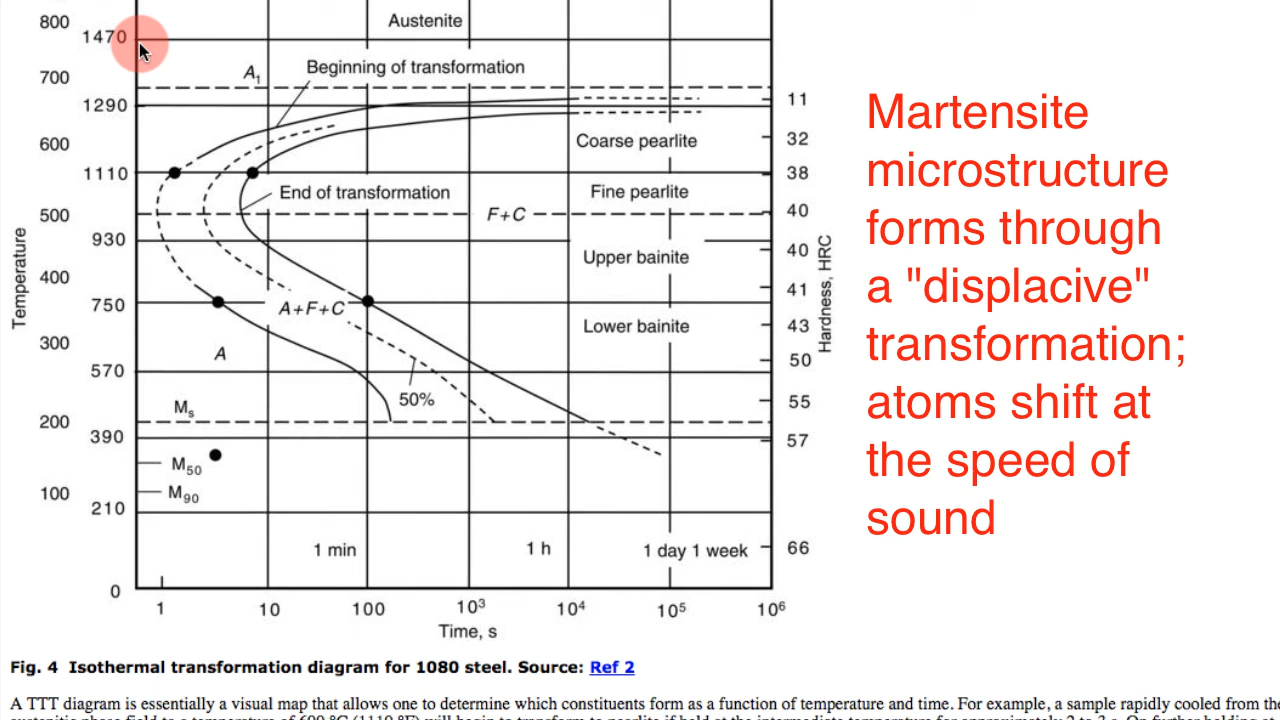 800
1470
Austenite
700
A1
Beginning of transformation
1290
11
600
Coarse pearlite
32
1110
38
End of transformation
Fine pearlite
500
F+C
40
930
40
Upper bainite
400
41
750
A+F+C
43
Lower bainite
300
A
50
570
50%
55
Ms
200
390
57
M50
M90
100
210
1 min
1 h
1 day 1 week
66
0
1 10 100 10³ 10⁴ 10⁵ 10⁶
Time, s
Temperature
Hardness, HRC
Martensite
microstructure
forms through
a "displacive"
transformation;
atoms shift at
the speed of
sound
Fig. 4 Isothermal transformation diagram for 1080 steel. Source: Ref 2
A TTT diagram is essentially a visual map that allows one to determine which constituents form as a function of temperature and time. For example, a sample rapidly cooled from the